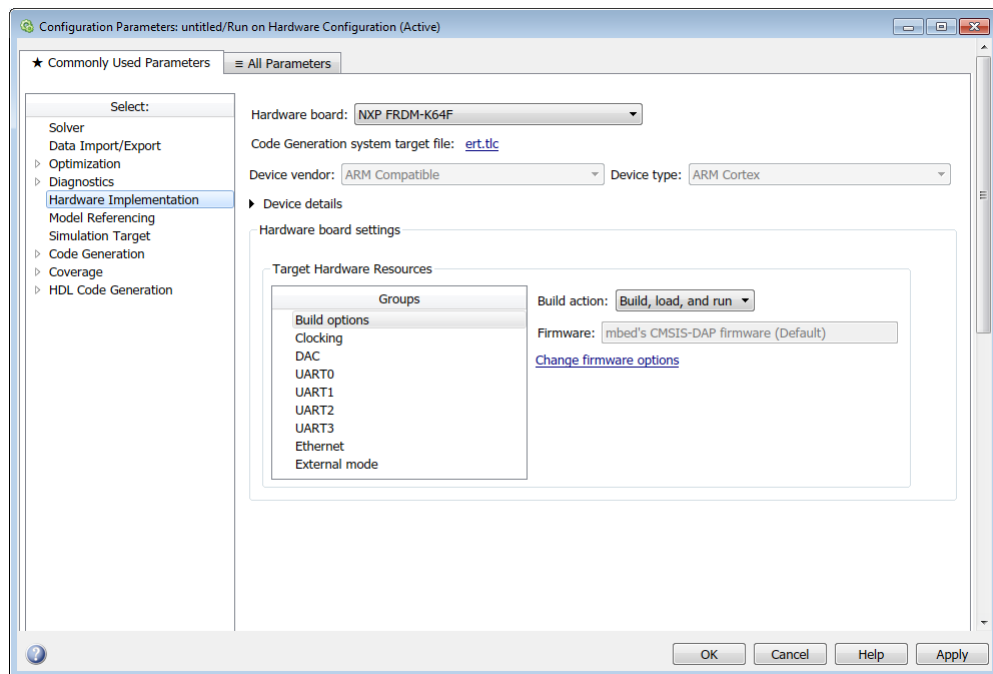 Configuration Parameters: untitled/Run on Hardware Configuration (Active)
★ Commonly Used Parameters
≡ All Parameters
Select:
Solver
Data Import/Export
Optimization
Diagnostics
Hardware Implementation
Model Referencing
Simulation Target
Code Generation
Coverage
HDL Code Generation
Hardware board: NXP FRDM-K64F
Code Generation system target file: ert.tlc
Device vendor: ARM Compatible Device type: ARM Cortex
Device details
Hardware board settings
Target Hardware Resources
Groups
Build options
Clocking
DAC
UART0
UART1
UART2
UART3
Ethernet
External mode
Build action: Build, load, and run
Firmware: mbed's CMSIS-DAP firmware (Default)
Change firmware options
OK Cancel Help Apply